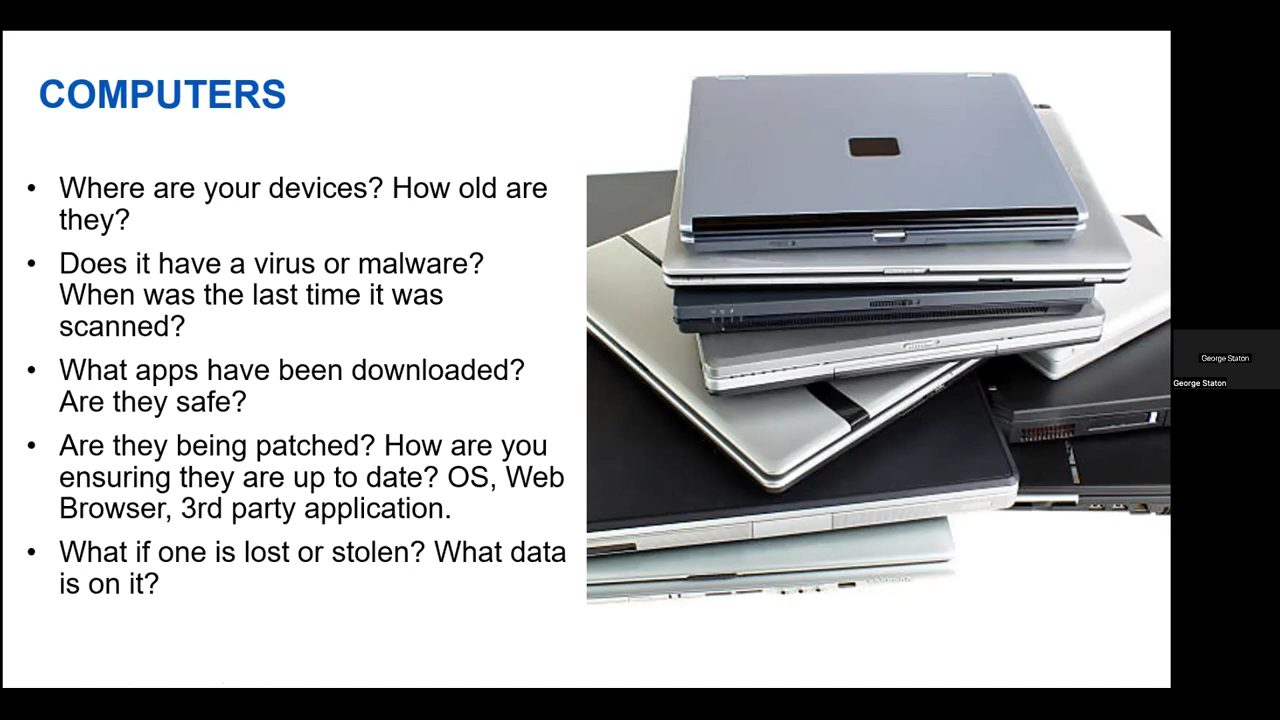 COMPUTERS
• Where are your devices? How old are
they?
• Does it have a virus or malware?
When was the last time it was
scanned?
• What apps have been downloaded?
Are they safe?
• Are they being patched? How are you
ensuring they are up to date? OS, Web
Browser, 3rd party application.
• What if one is lost or stolen? What data
is on it?
George Staton
George Staton